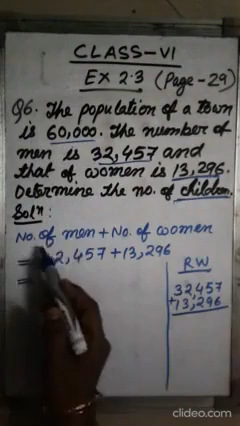 CLASS-VI
EX 2.3 (Page-29)
Q6. The population of a town
is 60,000. The number of
men is 32,457 and
that of women is 13,296.
Determine the no. of children.
Solⁿ:
No. of men + No. of women
= 2,457+13,296
=
RW
32,457
+13,296
clideo.com